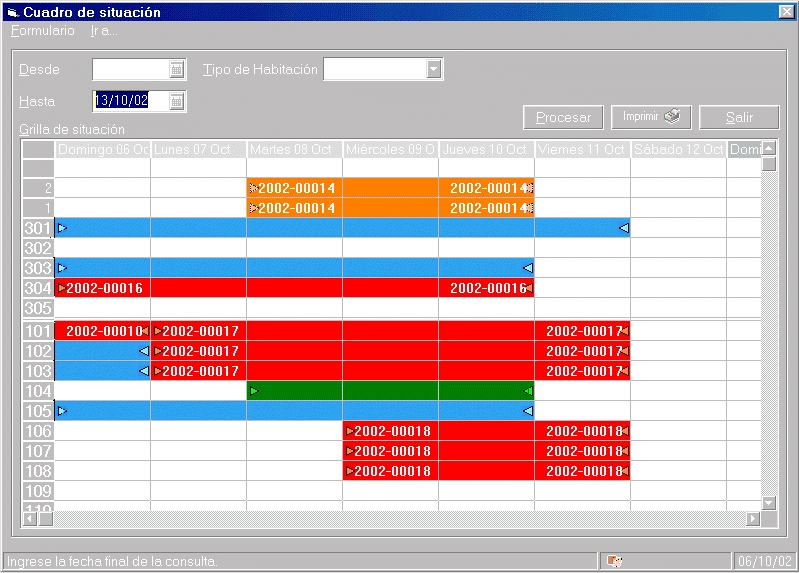 Cuadro de situación
Formulario Ir a...
Desde
Tipo de Habitación
Hasta 13/10/02
Procesar Imprimir Salir
Grilla de situación
Domingo 06 Oc Lunes 07 Oct Martes 08 Oct Miércoles 09 O Jueves 10 Oct Viernes 11 Oct Sábado 12 Oct Domi
2 2002-00014 2002-00014
1 2002-00014 2002-00014
301
302
303
304 2002-00016 2002-00016
305
101 2002-00010 2002-00017 2002-00017
102 2002-00017 2002-00017
103 2002-00017 2002-00017
104
105
106 2002-00018 2002-00018
107 2002-00018 2002-00018
108 2002-00018 2002-00018
109
110
Ingrese la fecha final de la consulta. 06/10/02